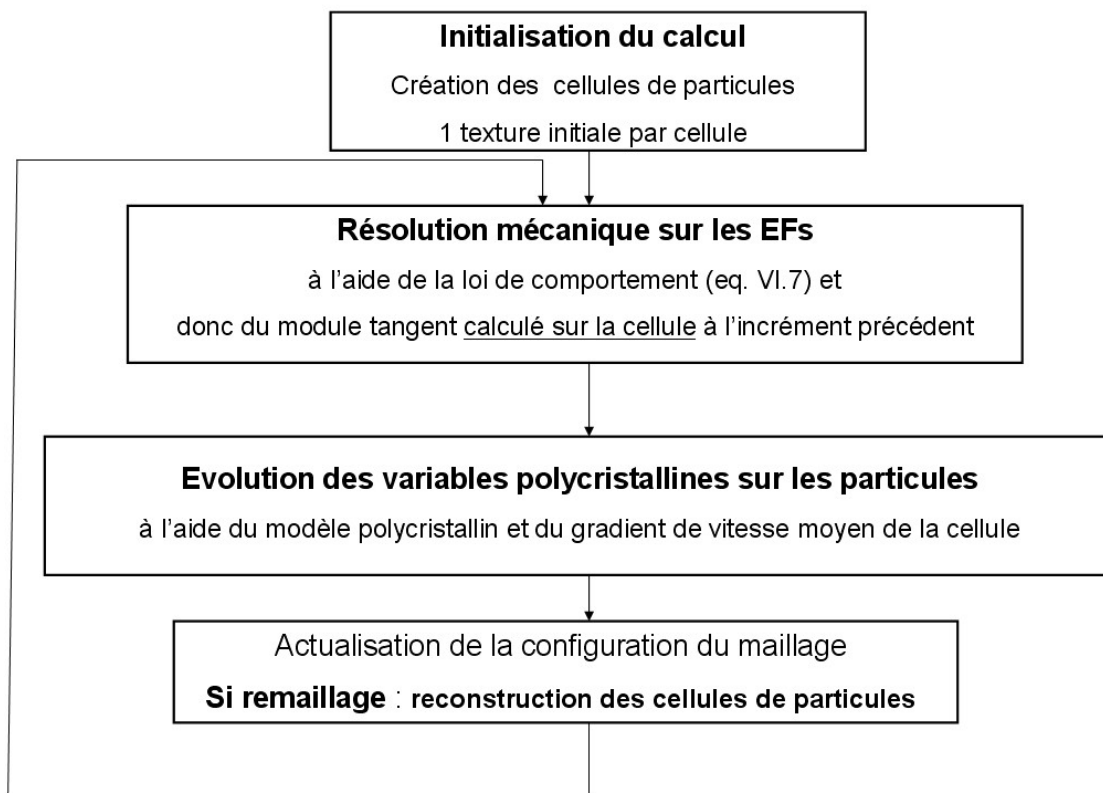 Initialisation du calcul
Création des cellules de particules
1 texture initiale par cellule
Résolution mécanique sur les EFs
à l’aide de la loi de comportement (eq. VI.7) et
donc du module tangent calculé sur la cellule à l’incrément précédent
Evolution des variables polycristallines sur les particules
à l’aide du modèle polycristallin et du gradient de vitesse moyen de la cellule
Actualisation de la configuration du maillage
Si remaillage : reconstruction des cellules de particules